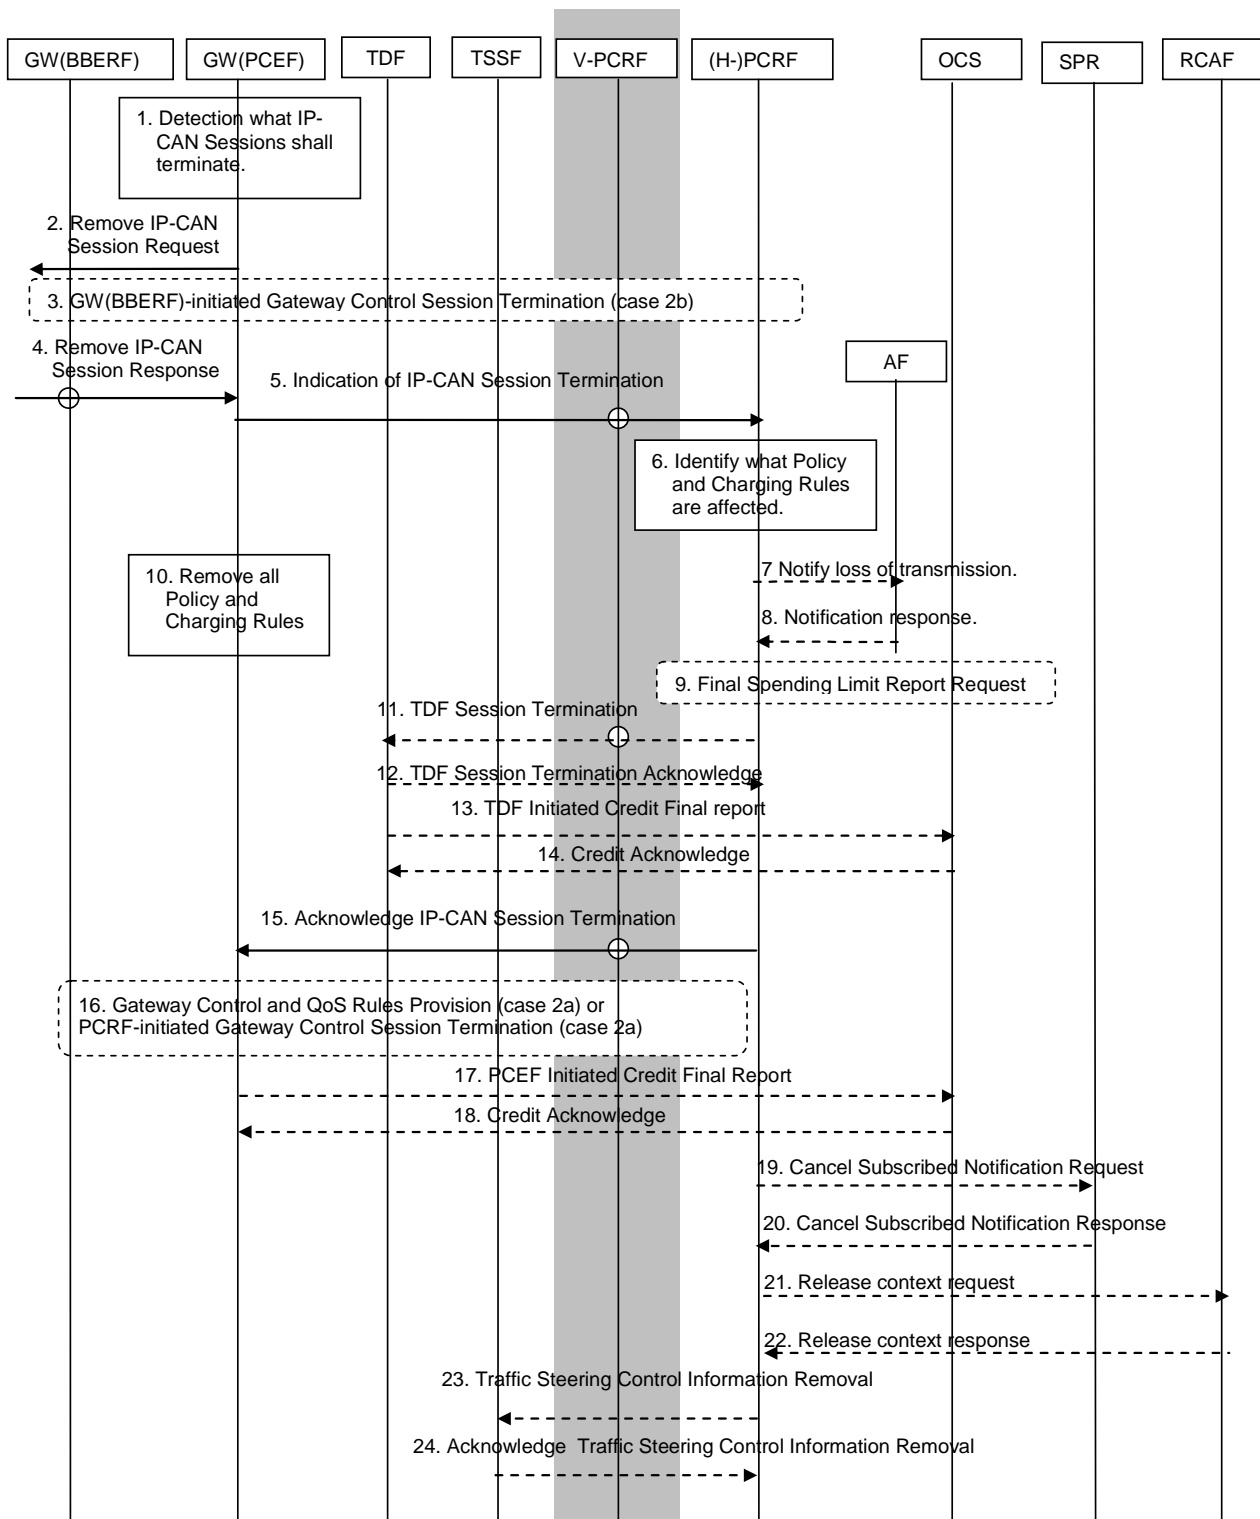 GW(BBERF)
GW(PCEF)
TDF
TSSF
V-PCRF
(H-)PCRF
OCS
SPR
RCAF
1. Detection what IP-
CAN Sessions shall
terminate.
2. Remove IP-CAN
Session Request
3. GW(BBERF)-initiated Gateway Control Session Termination (case 2b)
4. Remove IP-CAN
Session Response
AF
5. Indication of IP-CAN Session Termination
6. Identify what Policy
and Charging Rules
are affected.
7 Notify loss of transmission.
10. Remove all
Policy and
Charging Rules
8. Notification response.
9. Final Spending Limit Report Request
11. TDF Session Termination
12. TDF Session Termination Acknowledge
13. TDF Initiated Credit Final report
14. Credit Acknowledge
15. Acknowledge IP-CAN Session Termination
16. Gateway Control and QoS Rules Provision (case 2a) or
PCRF-initiated Gateway Control Session Termination (case 2a)
17. PCEF Initiated Credit Final Report
18. Credit Acknowledge
19. Cancel Subscribed Notification Request
20. Cancel Subscribed Notification Response
21. Release context request
22. Release context response
23. Traffic Steering Control Information Removal
24. Acknowledge Traffic Steering Control Information Removal